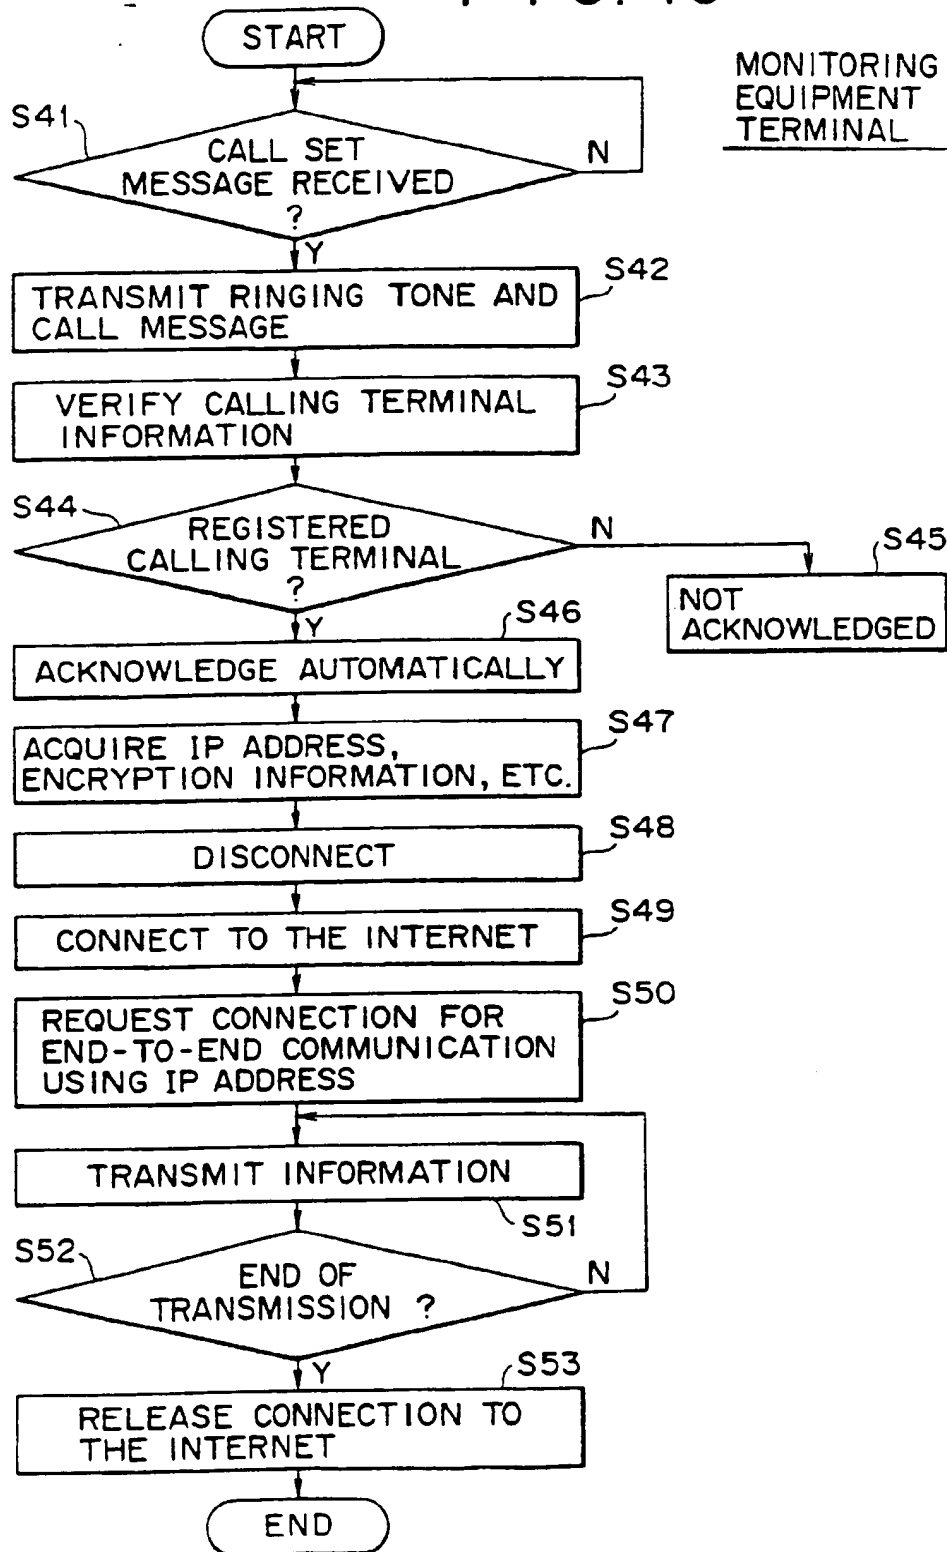 START
MONITORING
EQUIPMENT
TERMINAL
S41
CALL SET
MESSAGE RECEIVED
?
N
Y
S42
TRANSMIT RINGING TONE AND
CALL MESSAGE
S43
VERIFY CALLING TERMINAL
INFORMATION
S44
REGISTERED
CALLING TERMINAL
?
N
S45
NOT
ACKNOWLEDGED
Y
S46
ACKNOWLEDGE AUTOMATICALLY
S47
ACQUIRE IP ADDRESS,
ENCRYPTION INFORMATION, ETC.
S48
DISCONNECT
S49
CONNECT TO THE INTERNET
S50
REQUEST CONNECTION FOR
END-TO-END COMMUNICATION
USING IP ADDRESS
TRANSMIT INFORMATION
S51
S52
END OF
TRANSMISSION ?
N
Y
S53
RELEASE CONNECTION TO
THE INTERNET
END